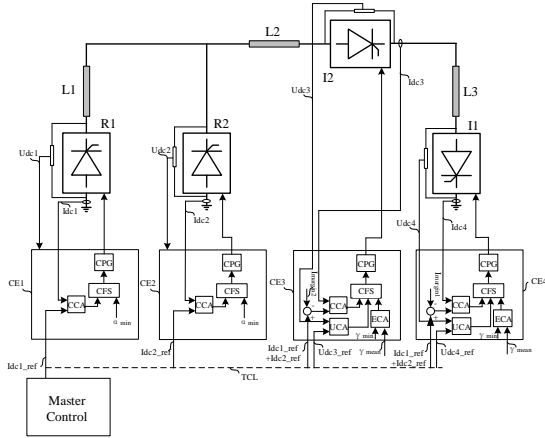 L2
I2
Udc3
Idc3
L1
L3
R1
R2
I1
Udc1
Udc2
Idc1
Idc2
Udc4
Idc4
CE1
CPG
CFS
CCA
α min
CE2
CPG
CFS
CCA
α min
CE3
Imargin2
-
+
CPG
CFS
CCA
UCA
ECA
γ min
γ mean
Imargin1
-
+
CPG
CFS
CCA
UCA
ECA
CE4
γ min
γ mean
Idc1_ref
Idc2_ref
Idc1_ref
+Idc2_ref
Udc3_ref
Idc1_ref
+Idc2_ref
Udc4_ref
TCL
Master
Control